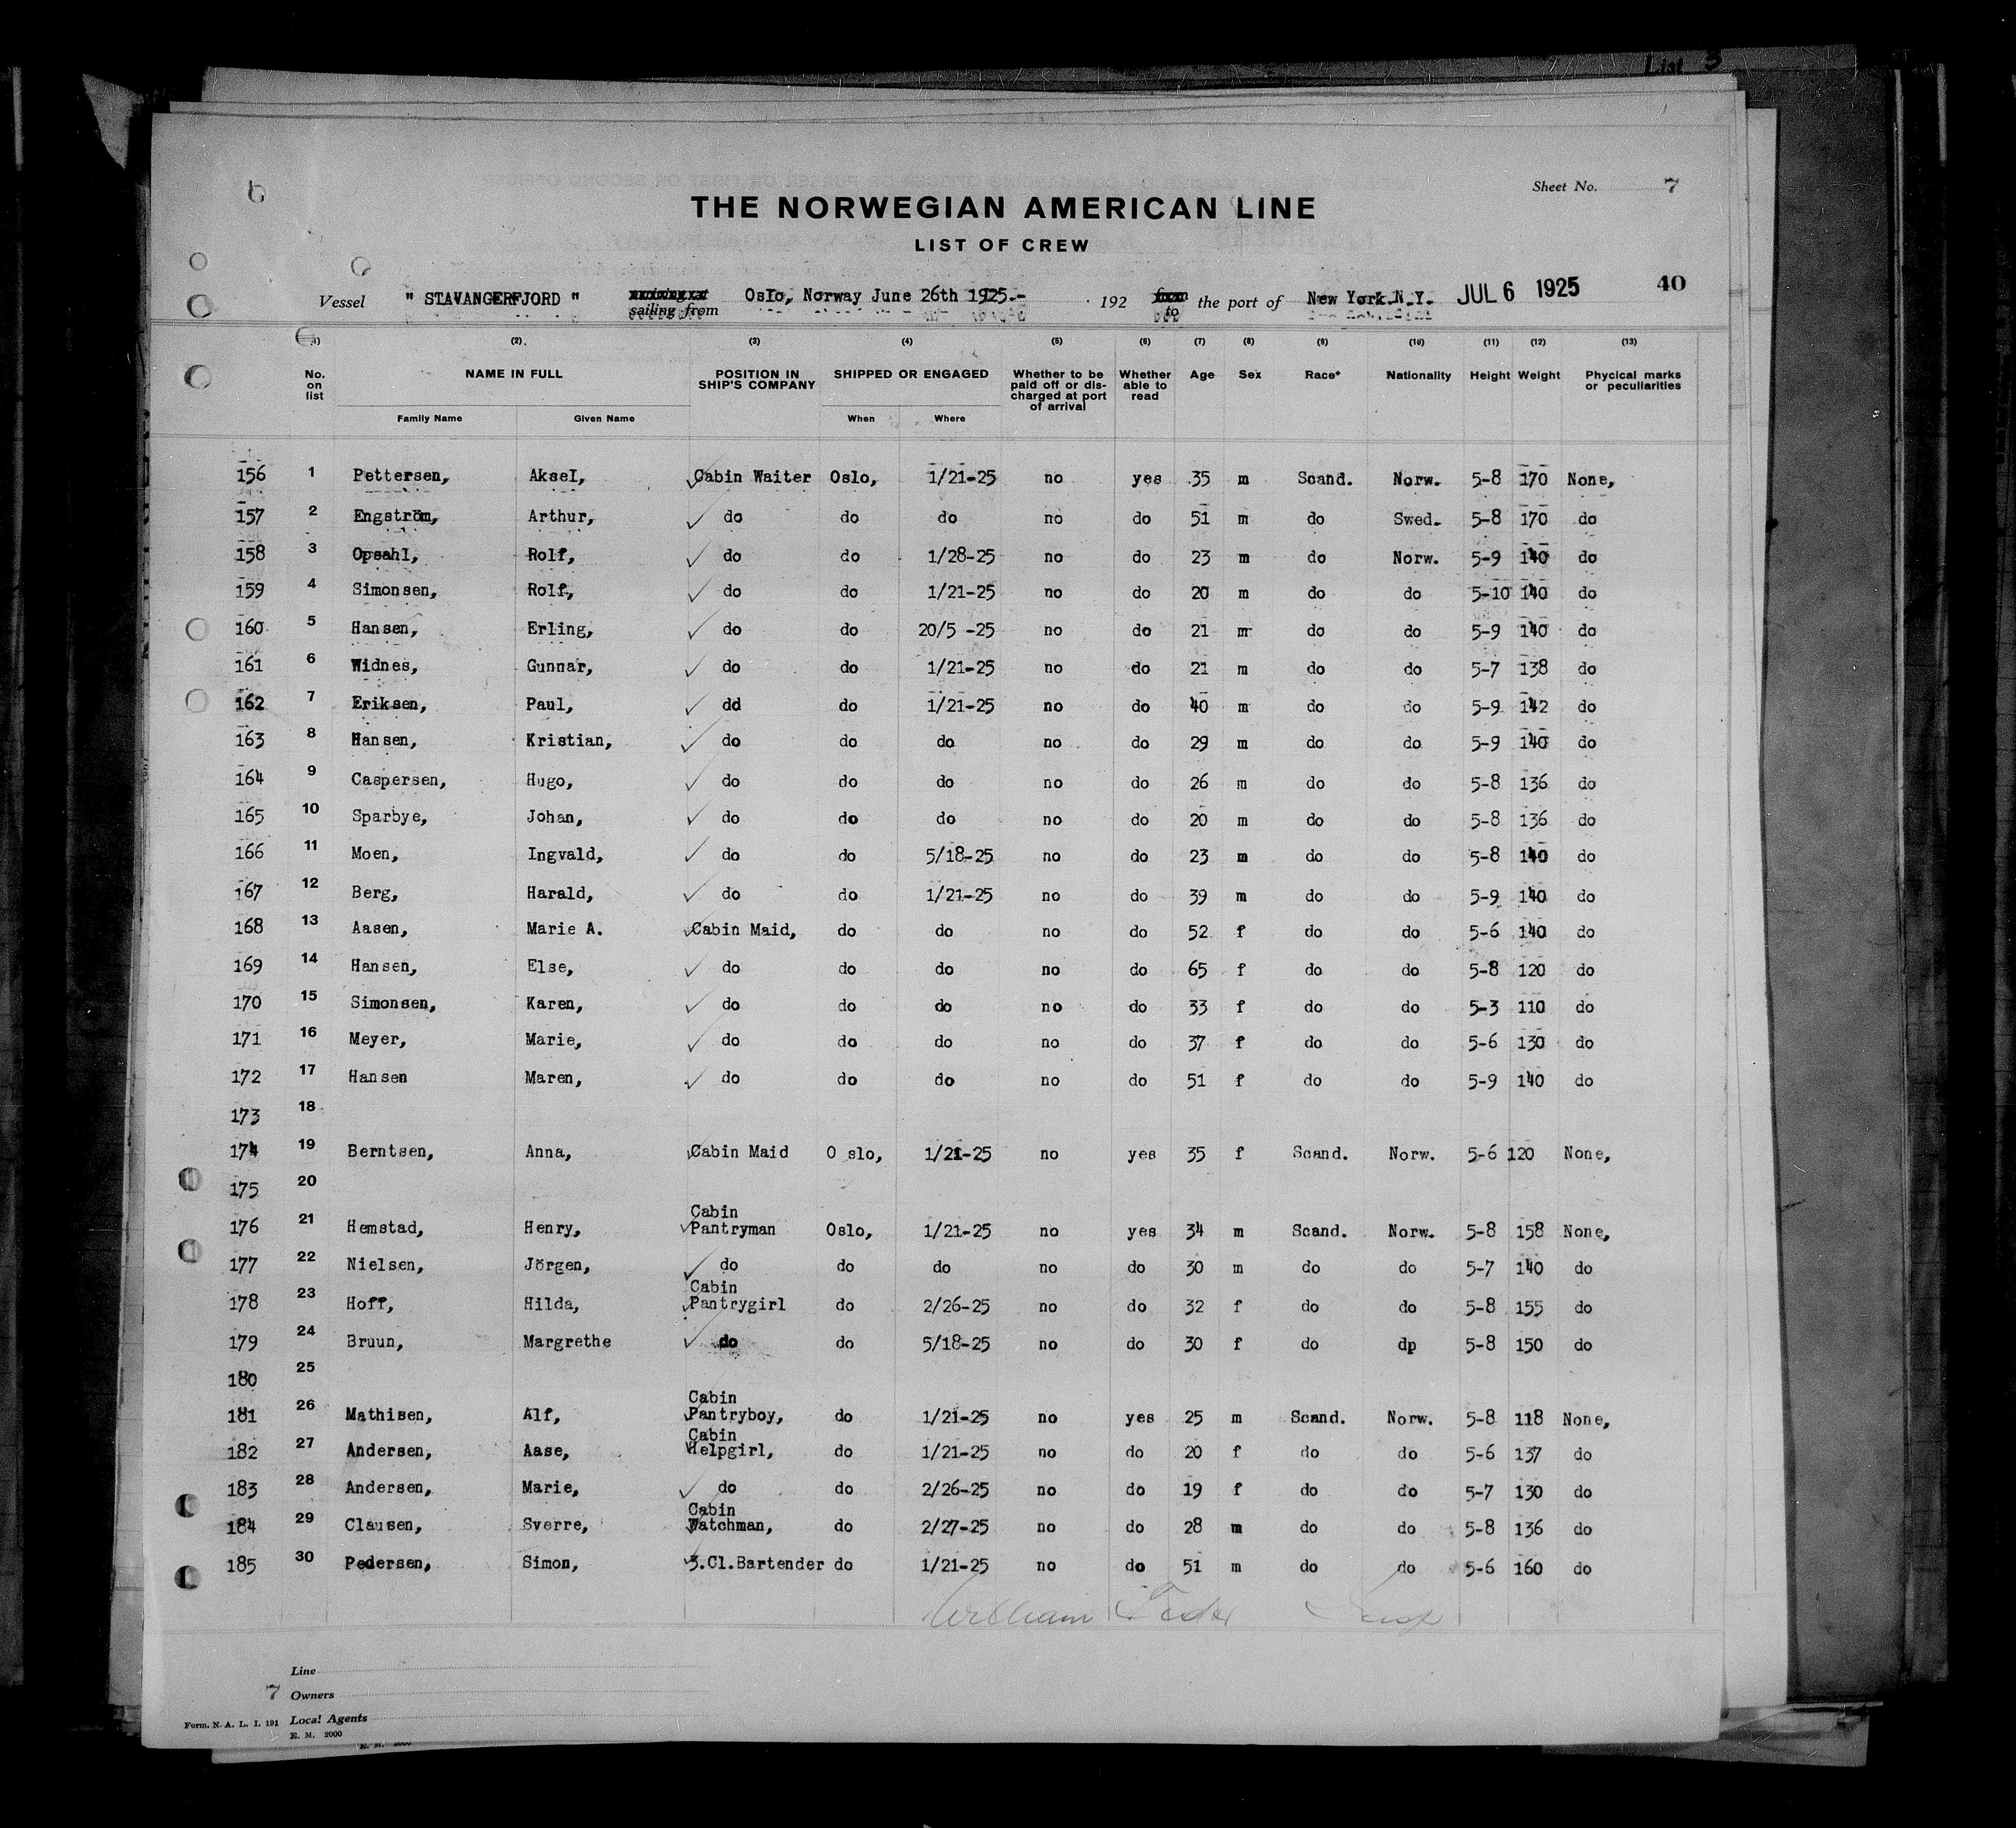 List 3
6
Sheet No. 7
THE NORWEGIAN AMERICAN LINE
LIST OF CREW
Vessel " STAVANGERFJORD " sailing from Oslo, Norway June 26th 1925.- 192 to the port of New York.N.Y. JUL 6 1925 40
(1) (2). (3) (4) (5) (6) (7) (8) (9) (10) (11) (12) (13)
No. on list NAME IN FULL POSITION IN SHIP'S COMPANY SHIPPED OR ENGAGED Whether to be paid off or discharged at port of arrival Whether able to read Age Sex Race* Nationality Height Weight Phycical marks or peculiarities
Family Name Given Name When Where
156 1 Pettersen, Aksel, Cabin Waiter Oslo, 1/21-25 no yes 35 m Scand. Norw. 5-8 170 None,
157 2 Engström, Arthur, do do do no do 51 m do Swed. 5-8 170 do
158 3 Opsahl, Rolf, do do 1/28-25 no do 23 m do Norw. 5-9 140 do
159 4 Simonsen, Rolf, do do 1/21-25 no do 20 m do do 5-10 140 do
160 5 Hansen, Erling, do do 20/5 -25 no do 21 m do do 5-9 140 do
161 6 Widnes, Gunnar, do do 1/21-25 no do 21 m do do 5-7 138 do
162 7 Eriksen, Paul, dd do 1/21-25 no do 40 m do do 5-9 142 do
163 8 Hansen, Kristian, do do do no do 29 m do do 5-9 140 do
164 9 Caspersen, Hugo, do do do no do 26 m do do 5-8 136 do
165 10 Sparbye, Johan, do do do no do 20 m do do 5-8 136 do
166 11 Moen, Ingvald, do do 5/18-25 no do 23 m do do 5-8 140 do
167 12 Berg, Harald, do do 1/21-25 no do 39 m do do 5-9 140 do
168 13 Aasen, Marie A. Cabin Maid, do do no do 52 f do do 5-6 140 do
169 14 Hansen, Else, do do do no do 65 f do do 5-8 120 do
170 15 Simonsen, Karen, do do do no do 33 f do do 5-3 110 do
171 16 Meyer, Marie, do do do no do 37 f do do 5-6 130 do
172 17 Hansen Maren, do do do no do 51 f do do 5-9 140 do
173 18
174 19 Berntsen, Anna, Cabin Maid O slo, 1/21-25 no yes 35 f Scand. Norw. 5-6 120 None,
175 20
176 21 Hemstad, Henry, Cabin Pantryman Oslo, 1/21-25 no yes 34 m Scand. Norw. 5-8 158 None,
177 22 Nielsen, Jörgen, do do do no do 30 m do do 5-7 140 do
178 23 Hoff, Hilda, Cabin Pantrygirl do 2/26-25 no do 32 f do do 5-8 155 do
179 24 Bruun, Margrethe do do 5/18-25 no do 30 f do dp 5-8 150 do
180 25
181 26 Mathisen, Alf, Cabin Pantryboy, do 1/21-25 no yes 25 m Scand. Norw. 5-8 118 None,
182 27 Andersen, Aase, Cabin Helpgirl, do 1/21-25 no do 20 f do do 5-6 137 do
183 28 Andersen, Marie, do do 2/26-25 no do 19 f do do 5-7 130 do
184 29 Clausen, Sverre, Cabin Watchman, do 2/27-25 no do 28 m do do 5-8 136 do
185 30 Pedersen, Simon, 3.Cl.Bartender do 1/21-25 no do 51 m do do 5-6 160 do
William
Line
7 Owners
Form. N. A. L. I. 191 Local Agents
E. M. 2000
E. M. 2000